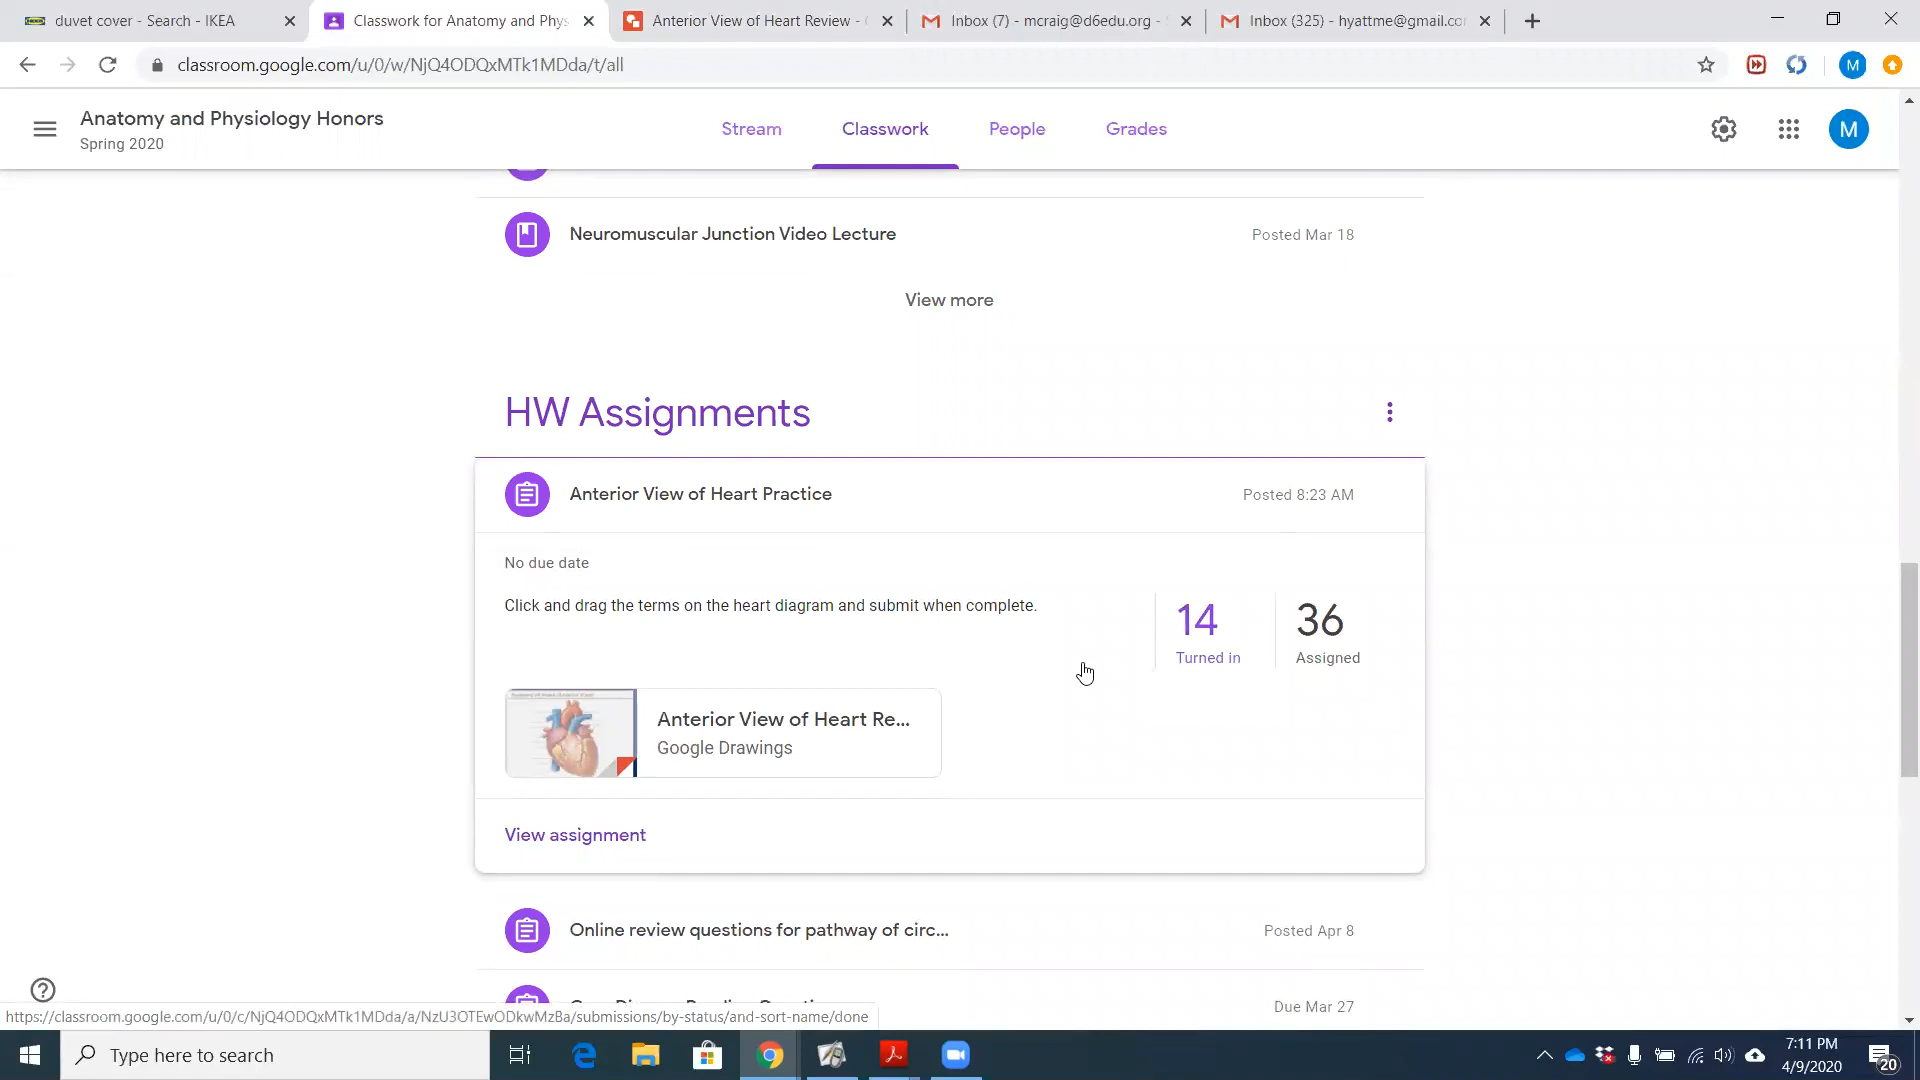 duvet cover - Search - IKEA
Classwork for Anatomy and Phys
Anterior View of Heart Review -
Inbox (7) - mcraig@d6edu.org -
Inbox (325) - hyattme@gmail.co
classroom.google.com/u/0/w/NjQ4ODQxMTk1MDda/t/all
M
Anatomy and Physiology Honors
Spring 2020
Stream
Classwork
People
Grades
M
Neuromuscular Junction Video Lecture
Posted Mar 18
View more
HW Assignments
Anterior View of Heart Practice
Posted 8:23 AM
No due date
Click and drag the terms on the heart diagram and submit when complete.
14
Turned in
36
Assigned
Anterior View of Heart Re...
Google Drawings
View assignment
Online review questions for pathway of circ...
Posted Apr 8
Due Mar 27
https://classroom.google.com/u/0/c/NjQ4ODQxMTk1MDda/a/NzU3OTEwODkwMzBa/submissions/by-status/and-sort-name/done
Type here to search
7:11 PM
4/9/2020
20